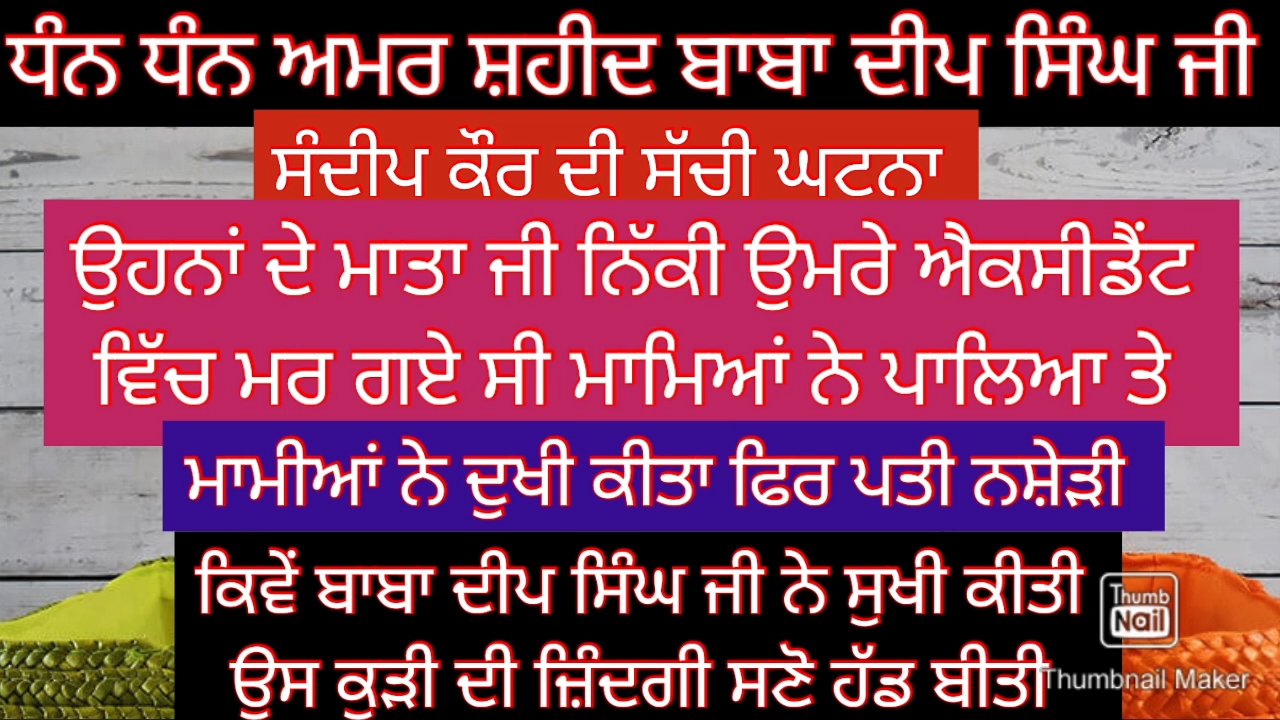 ਧੰਨ ਧੰਨ ਅਮਰ ਸ਼ਹੀਦ ਬਾਬਾ ਦੀਪ ਸਿੰਘ ਜੀ
ਸੰਦੀਪ ਕੌਰ ਦੀ ਸੱਚੀ ਘਟਨਾ
ਉਹਨਾਂ ਦੇ ਮਾਤਾ ਜੀ ਨਿੱਕੀ ਉਮਰੇ ਐਕਸੀਡੈਂਟ
ਵਿੱਚ ਮਰ ਗਏ ਸੀ ਮਾਮਿਆਂ ਨੇ ਪਾਲਿਆ ਤੇ
ਮਾਮੀਆਂ ਨੇ ਦੁਖੀ ਕੀਤਾ ਫਿਰ ਪਤੀ ਨਸ਼ੇੜੀ
ਕਿਵੇਂ ਬਾਬਾ ਦੀਪ ਸਿੰਘ ਜੀ ਨੇ ਸੁਖੀ ਕੀਤੀ
ਉਸ ਕੁੜੀ ਦੀ ਜ਼ਿੰਦਗੀ ਸਣੋ ਹੱਡ ਬੀਤੀ
Thumb
Nail
Thumbnail Maker